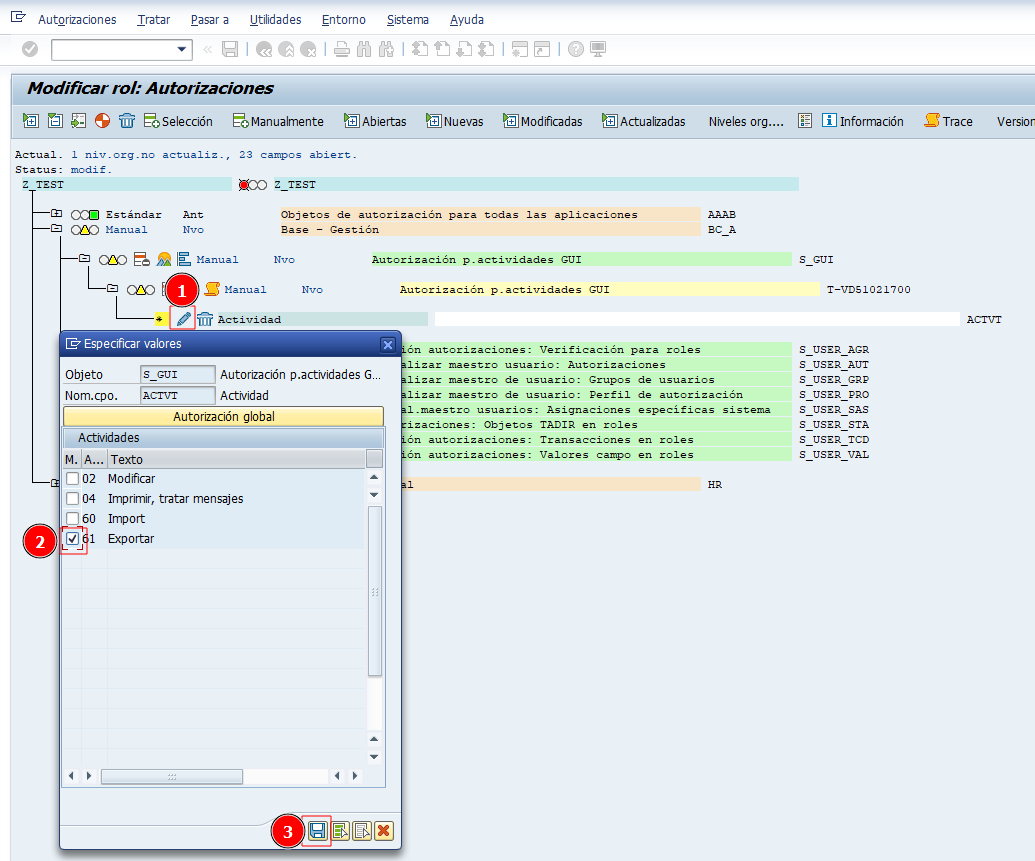 Autorizaciones Tratar Pasar a Utilidades Entorno Sistema Ayuda
Modificar rol: Autorizaciones
Selección Manualmente Abiertas Nuevas Modificadas Actualizadas Niveles org.... Información Trace Version
Actual. 1 niv.org.no actualiz., 23 campos abiert.
Status: modif.
Z_TEST Z_TEST
Estándar Ant Objetos de autorización para todas las aplicaciones AAAB
Manual Nvo Base - Gestión BC_A
Manual Nvo Autorización p.actividades GUI S_GUI
1 Manual Nvo Autorización p.actividades GUI T-VD51021700
Actividad ACTVT
Especificar valores
Objeto S_GUI Autorización p.actividades G...
Nom.cpo. ACTVT Actividad
Autorización global
Actividades
M. A... Texto
02 Modificar
04 Imprimir, tratar mensajes
60 Import
2 61 Exportar
3
ión autorizaciones: Verificación para roles S_USER_AGR
alizar maestro usuario: Autorizaciones S_USER_AUT
alizar maestro de usuario: Grupos de usuarios S_USER_GRP
alizar maestro de usuario: Perfil de autorización S_USER_PRO
al.maestro usuarios: Asignaciones específicas sistema S_USER_SAS
rizaciones: Objetos TADIR en roles S_USER_STA
ión autorizaciones: Transacciones en roles S_USER_TCD
ión autorizaciones: Valores campo en roles S_USER_VAL
al HR